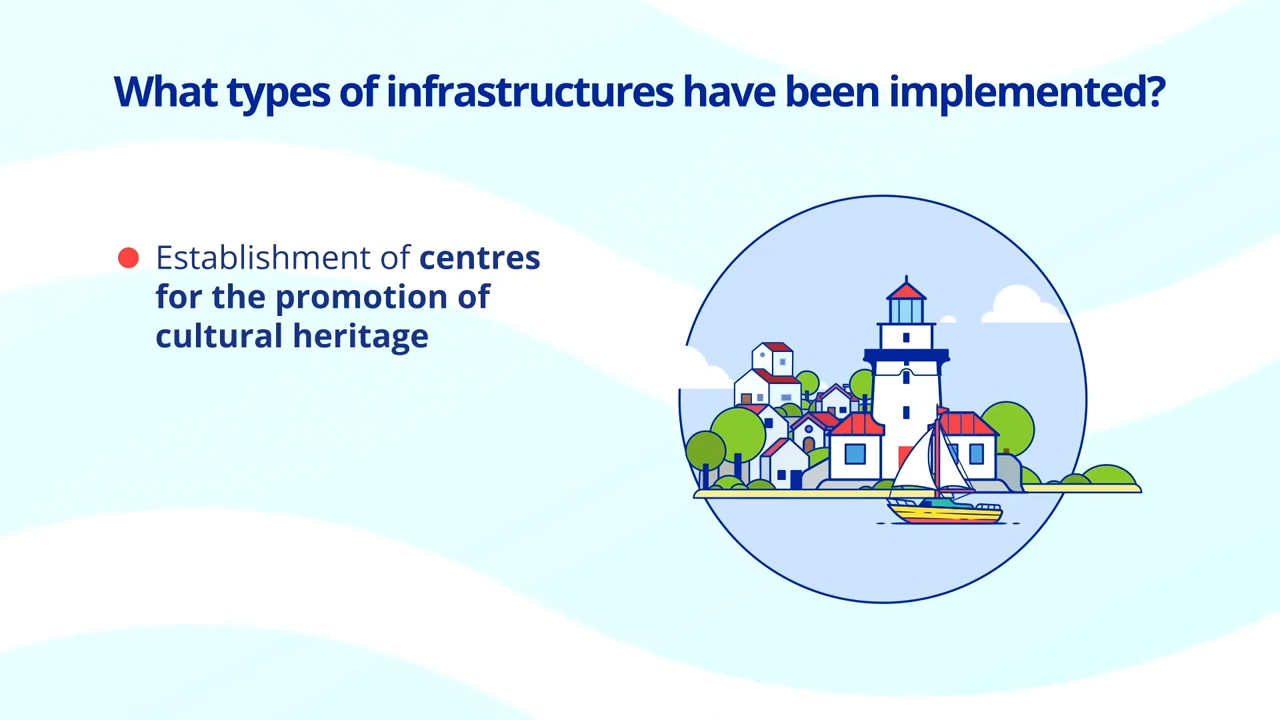 What types of infrastructures have been implemented?
Establishment of centres
for the promotion of
cultural heritage